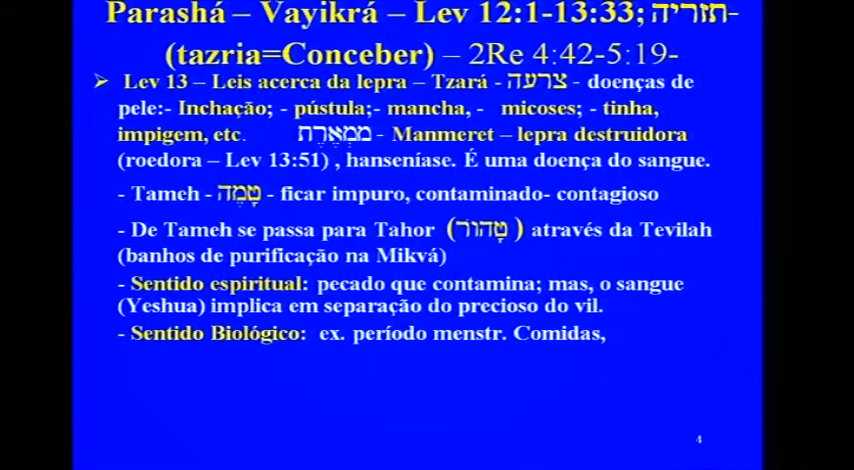 Parashá – Vayikrá – Lev 12:1-13:33; תזריה-
(tazria=Conceber) – 2Re 4:42-5:19-
➢ Lev 13 – Leis acerca da lepra – Tzará - צרעה - doenças de
pele:- Inchação; - pústula;- mancha, - micoses; - tinha,
impigem, etc. ממְאֶרֶת - Manmeret – lepra destruidora
(roedora – Lev 13:51) , hanseníase. É uma doença do sangue.
- Tameh - טָמֶה - ficar impuro, contaminado- contagioso
- De Tameh se passa para Tahor (טָהוֹר) através da Tevilah
(banhos de purificação na Mikvá)
- Sentido espiritual: pecado que contamina; mas, o sangue
(Yeshua) implica em separação do precioso do vil.
- Sentido Biológico: ex. período menstr. Comidas,
4